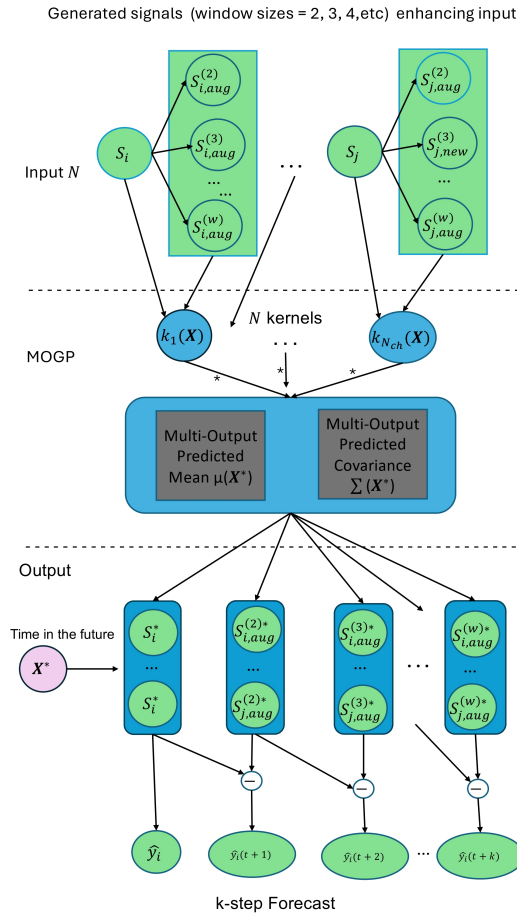 Generated signals (window sizes = 2, 3, 4,etc) enhancing input
S_{i,aug}^{(2)}
S_{j,aug}^{(2)}
S_i
S_{i,aug}^{(3)}
...
S_j
S_{j,new}^{(3)}
Input N
...
...
...
S_{i,aug}^{(w)}
S_{j,aug}^{(w)}
N kernels
k_1(X)
k_{N_{ch}}(X)
...
MOGP
* * *
Multi-Output
Predicted
Mean μ(X*)
Multi-Output
Predicted
Covariance
∑ (X*)
Output
Time in the future
X*
S_i^*
...
S_i^*
S_{i,aug}^{(2)*}
...
S_{j,aug}^{(2)*}
S_{i,aug}^{(3)*}
...
S_{j,aug}^{(3)*}
...
S_{i,aug}^{(w)*}
...
S_{j,aug}^{(w)*}
− − −
ŷ_i
ŷ_i(t + 1)
ŷ_i(t + 2)
...
ŷ_i(t + k)
k-step Forecast